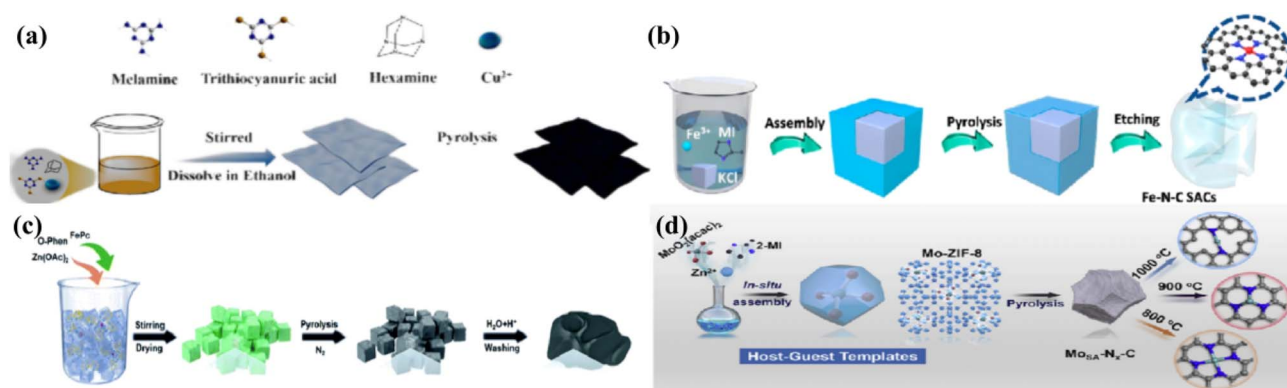 (a)
Melamine
Trithiocyanuric acid
Hexamine
Cu²⁺
Stirred
Dissolve in Ethanol
Pyrolysis
(b)
Fe³⁺
MI
KCl
Assembly
Pyrolysis
Etching
Fe-N-C SACs
(c)
O-Phen
FePc
Zn(OAc)₂
Stirring
Drying
Pyrolysis
N₂
H₂O+H⁺
Washing
(d)
MoO₂(acac)₂
2-MI
Zn²⁺
In-situ
assembly
Mo-ZIF-8
Host-Guest Templates
Pyrolysis
Mo_SA-Nₓ-C
1000 °C
900 °C
800 °C